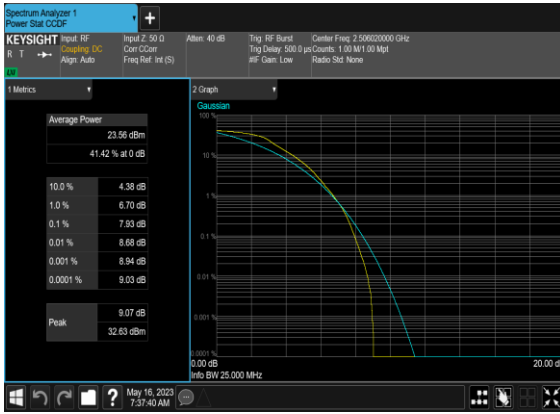 Spectrum Analyzer 1
Power Stat CCDF
KEYSIGHT
R T
LW
Input: RF
Coupling: DC
Align: Auto
Input Z: 50 Ω
Corr CCorr
Freq Ref: Int (S)
Atten: 40 dB
Trig: RF Burst
Trig Delay: 500.0 µs
#IF Gain: Low
Center Freq: 2.506020000 GHz
Counts: 1.00 M/1.00 Mpt
Radio Std: None
1 Metrics
Average Power
23.56 dBm
41.42 % at 0 dB
10.0 % 4.38 dB
1.0 % 6.70 dB
0.1 % 7.93 dB
0.01 % 8.68 dB
0.001 % 8.94 dB
0.0001 % 9.03 dB
Peak
9.07 dB
32.63 dBm
2 Graph
Gaussian
100 %
10 %
1 %
0.1 %
0.01 %
0.001 %
0.0001 %
0.00 dB
20.00 d
Info BW 25.000 MHz
?
May 16, 2023
7:37:40 AM